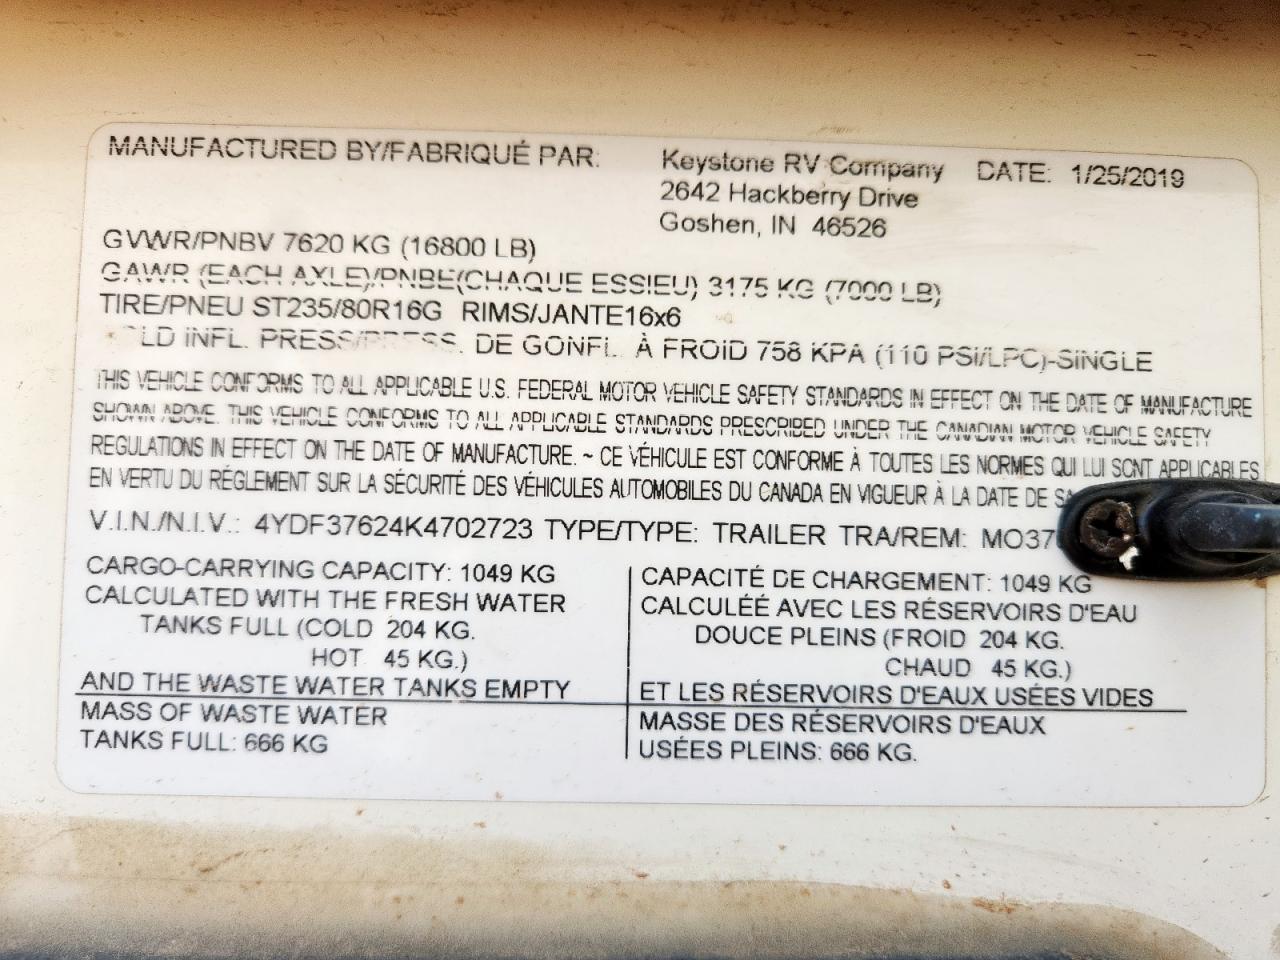 MANUFACTURED BY/FABRIQUÉ PAR: Keystone RV Company DATE: 1/25/2019
2642 Hackberry Drive
Goshen, IN 46526
GVWR/PNBV 7620 KG (16800 LB)
GAWR (EACH AXLE)/PNBE(CHAQUE ESSIEU) 3175 KG (7000 LB)
TIRE/PNEU ST235/80R16G RIMS/JANTE16x6
LD INFL. PRESS/PRESS. DE GONFL. À FROID 758 KPA (110 PSI/LPC)-SINGLE
THIS VEHICLE CONFORMS TO ALL APPLICABLE U.S. FEDERAL MOTOR VEHICLE SAFETY STANDARDS IN EFFECT ON THE DATE OF MANUFACTURE
SHOWN ABOVE. THIS VEHICLE CONFORMS TO ALL APPLICABLE STANDARDS PRESCRIBED UNDER THE CANADIAN MOTOR VEHICLE SAFETY
REGULATIONS IN EFFECT ON THE DATE OF MANUFACTURE. ~ CE VÉHICULE EST CONFORME À TOUTES LES NORMES QUI LUI SONT APPLICABLES
EN VERTU DU RÉGLEMENT SUR LA SÉCURITÉ DES VÉHICULES AUTOMOBILES DU CANADA EN VIGUEUR À LA DATE DE
V.I.N./N.I.V.: 4YDF37624K4702723 TYPE/TYPE: TRAILER TRA/REM: MO37
CARGO-CARRYING CAPACITY: 1049 KG
CALCULATED WITH THE FRESH WATER
TANKS FULL (COLD 204 KG.
HOT 45 KG.)
AND THE WASTE WATER TANKS EMPTY
MASS OF WASTE WATER
TANKS FULL: 666 KG
CAPACITÉ DE CHARGEMENT: 1049 KG
CALCULÉÉ AVEC LES RÉSERVOIRS D'EAU
DOUCE PLEINS (FROID 204 KG.
CHAUD 45 KG.)
ET LES RÉSERVOIRS D'EAUX USÉES VIDES
MASSE DES RÉSERVOIRS D'EAUX
USÉES PLEINS: 666 KG.